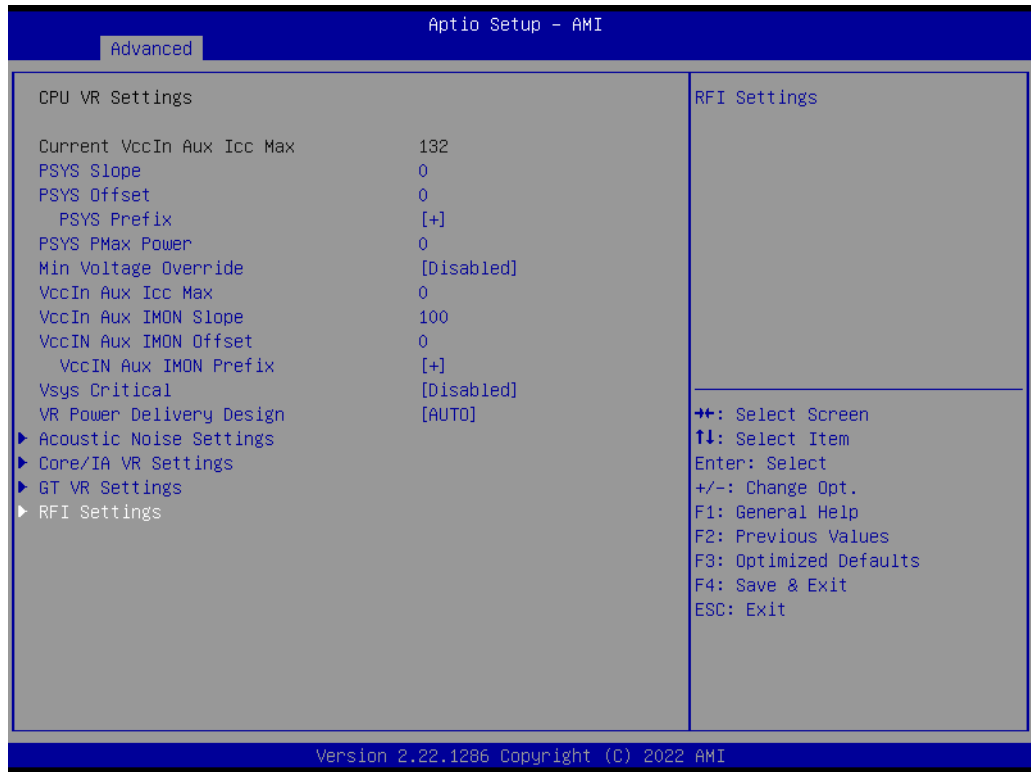 Aptio Setup – AMI
Advanced
CPU VR Settings
RFI Settings
Current VccIn Aux Icc Max 132
PSYS Slope 0
PSYS Offset 0
PSYS Prefix [+]
PSYS PMax Power 0
Min Voltage Override [Disabled]
VccIn Aux Icc Max 0
VccIn Aux IMON Slope 100
VccIN Aux IMON Offset 0
VccIN Aux IMON Prefix [+]
Vsys Critical [Disabled]
VR Power Delivery Design [AUTO]
▶ Acoustic Noise Settings
▶ Core/IA VR Settings
▶ GT VR Settings
▶ RFI Settings
→←: Select Screen
↑↓: Select Item
Enter: Select
+/-: Change Opt.
F1: General Help
F2: Previous Values
F3: Optimized Defaults
F4: Save & Exit
ESC: Exit
Version 2.22.1286 Copyright (C) 2022 AMI